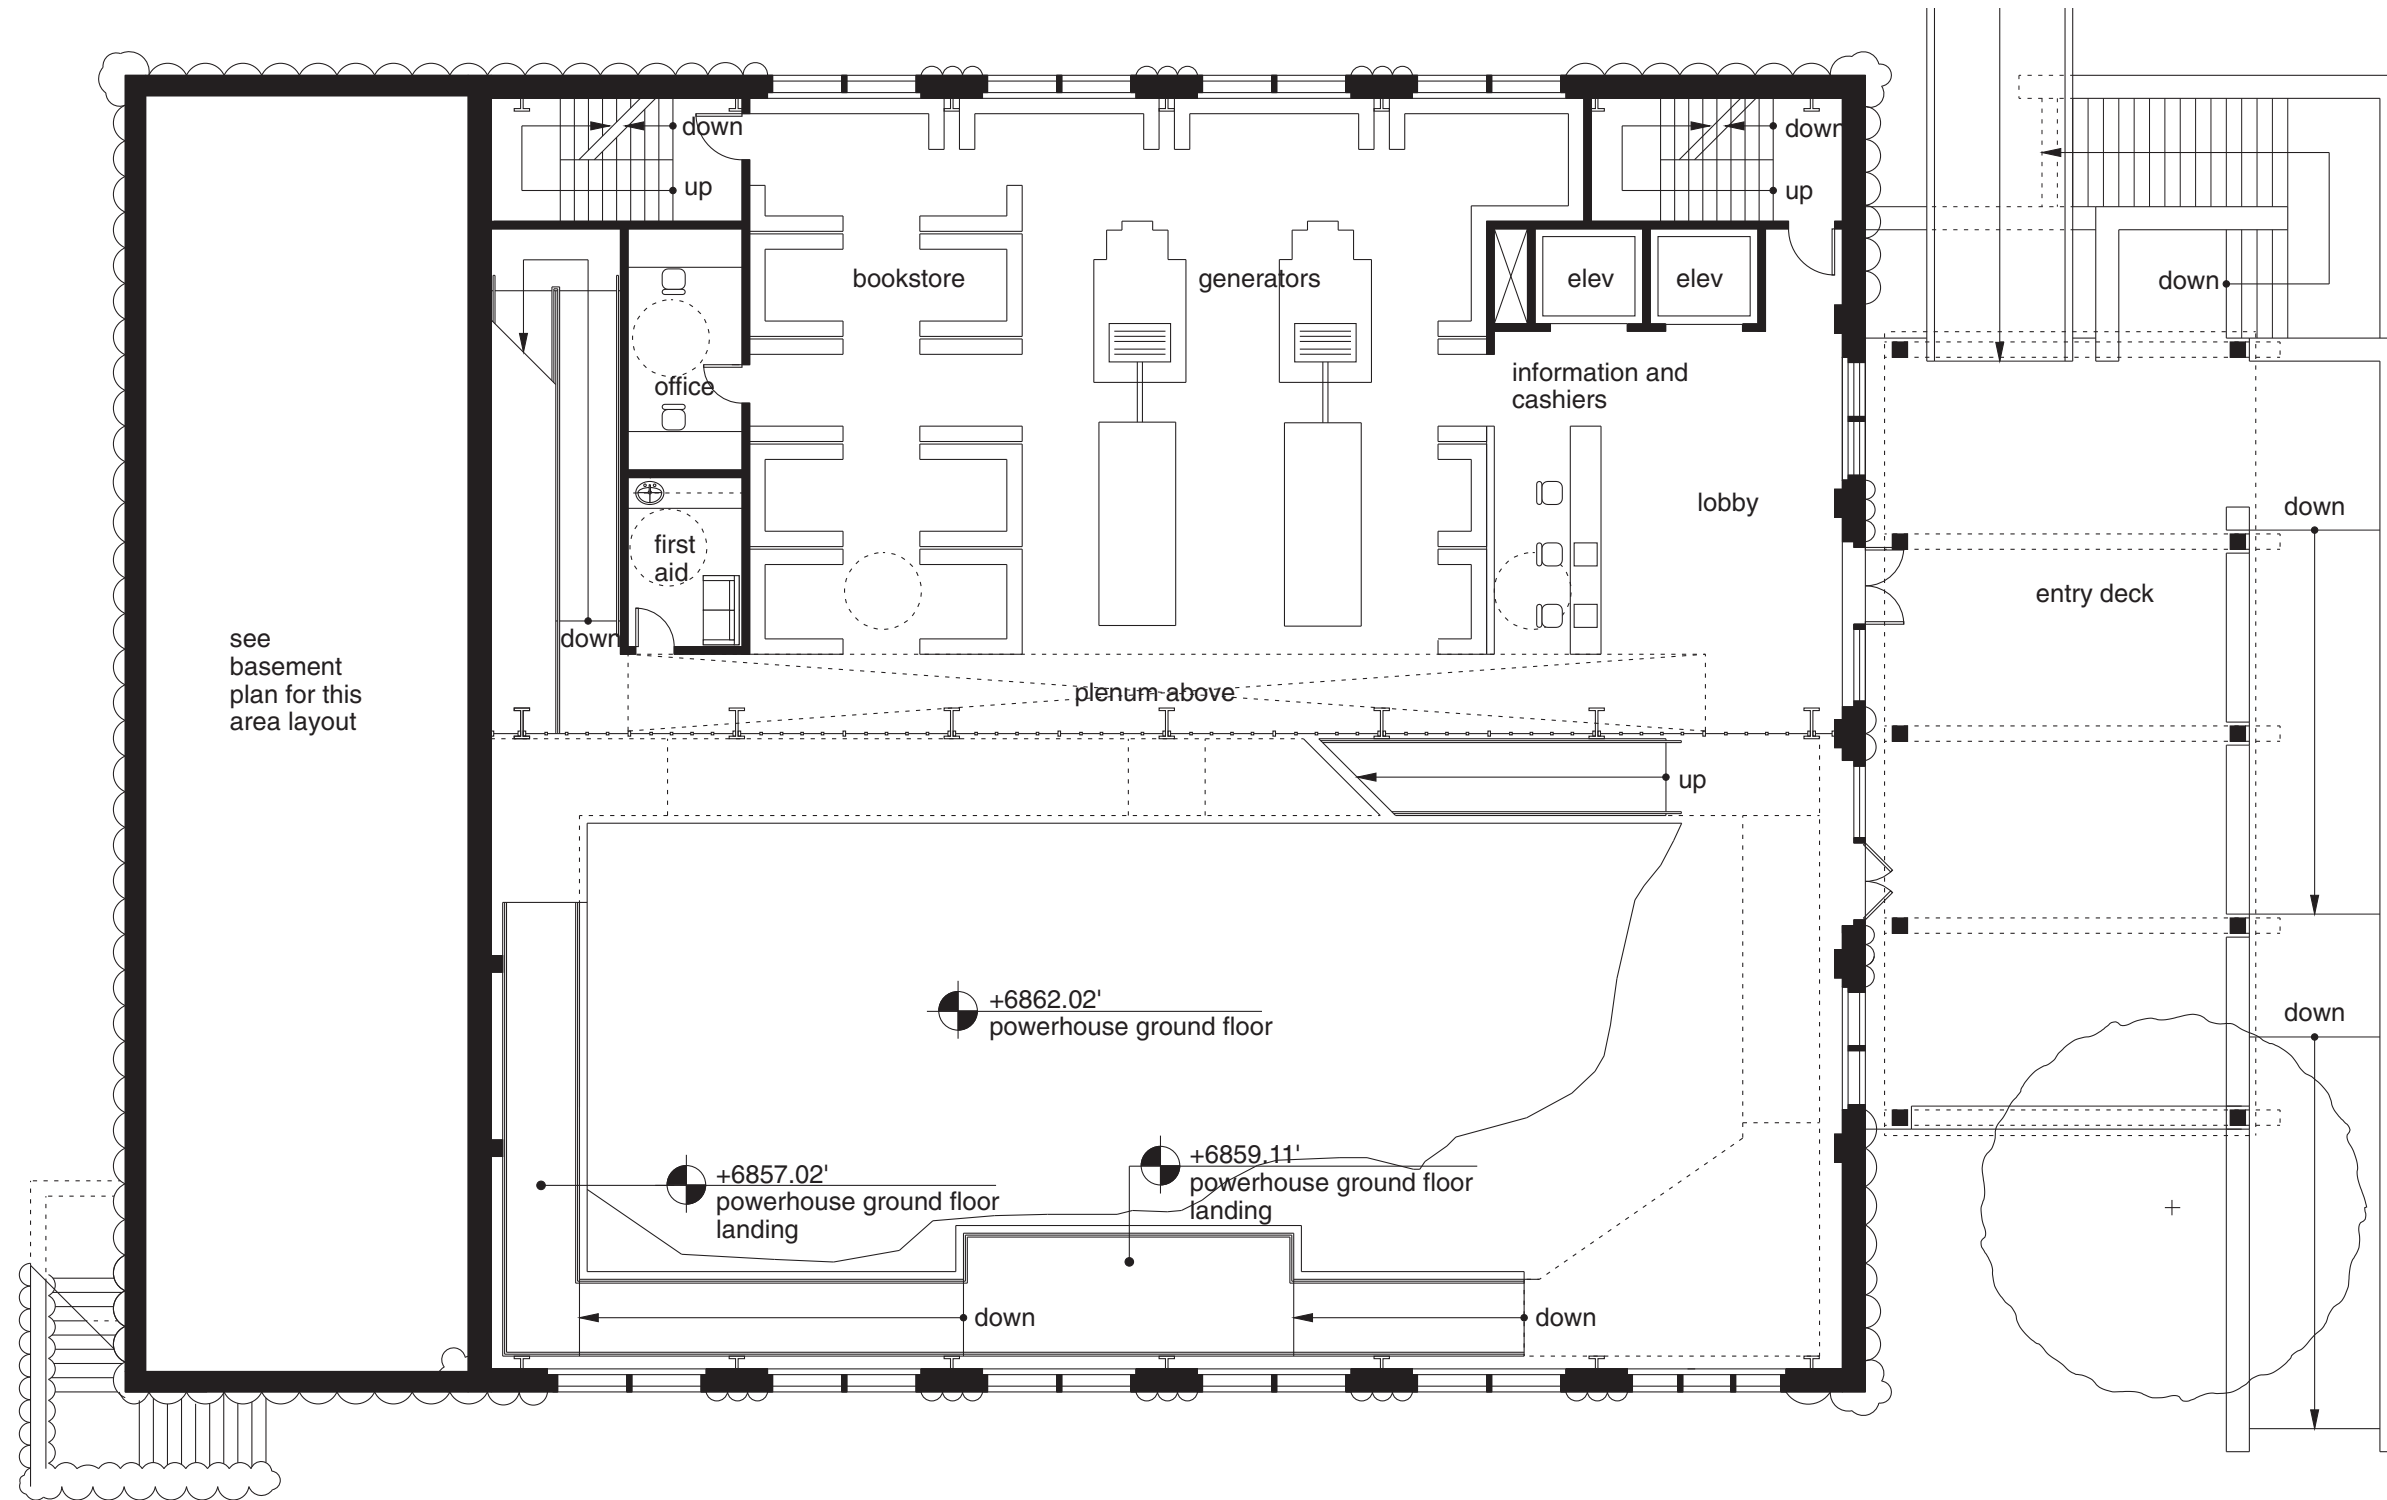 down
up
down
up
bookstore
generators
elev
elev
down
office
information and
cashiers
lobby
down
first
aid
entry deck
see
basement
plan for this
area layout
down
plenum above
up
+6862.02'
powerhouse ground floor
down
+6859.11'
powerhouse ground floor
landing
+6857.02'
powerhouse ground floor
landing
down
down